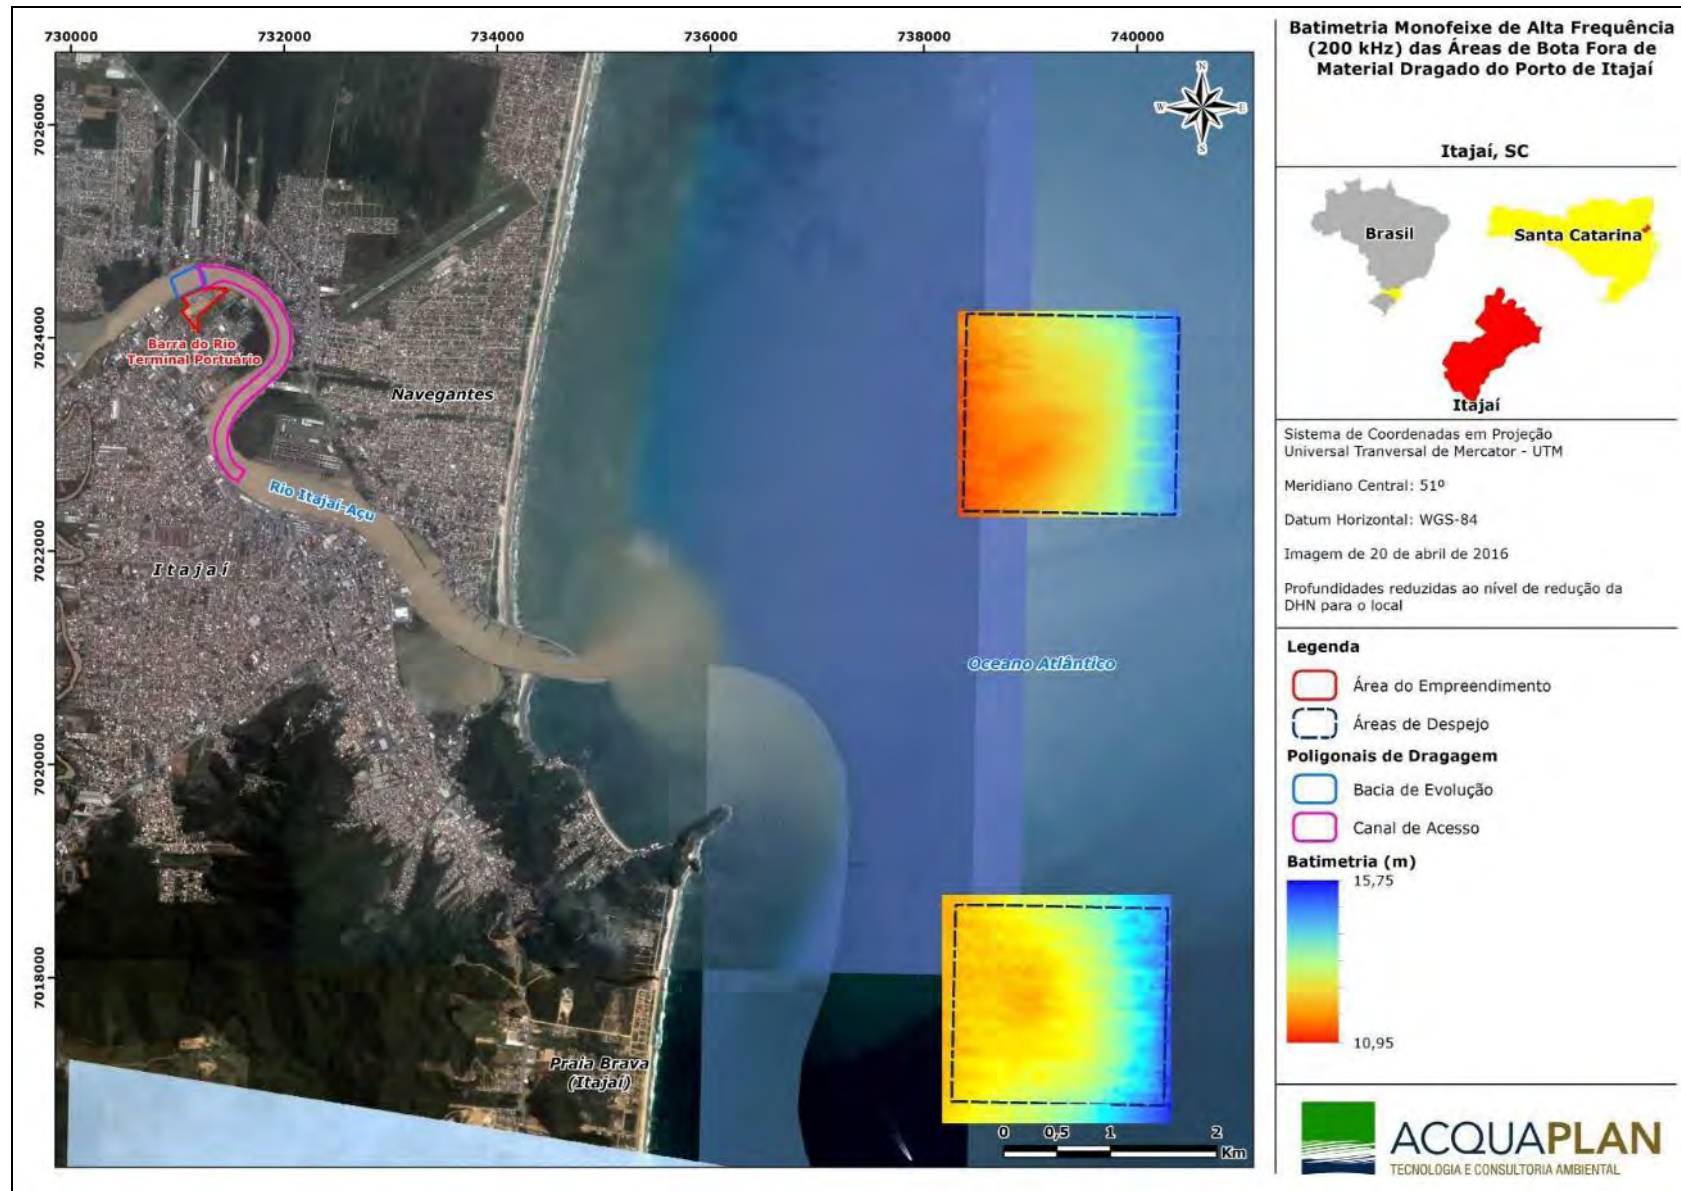 730000
732000
734000
736000
738000
740000
7026000
7024000
7022000
7020000
7018000
N
W
E
S
Barra do Rio
Terminal Portuário
Navegantes
Rio Itajaí-Açu
Itajaí
Oceano Atlântico
Praia Brava
(Itajaí)
0 0,5 1 2
Km
Batimetria Monofeixe de Alta Frequência
(200 kHz) das Áreas de Bota Fora de
Material Dragado do Porto de Itajaí
Itajaí, SC
Brasil
Santa Catarina
Itajaí
Sistema de Coordenadas em Projeção
Universal Tranversal de Mercator - UTM
Meridiano Central: 51º
Datum Horizontal: WGS-84
Imagem de 20 de abril de 2016
Profundidades reduzidas ao nível de redução da
DHN para o local
Legenda
Área do Empreendimento
Áreas de Despejo
Poligonais de Dragagem
Bacia de Evolução
Canal de Acesso
Batimetria (m)
15,75
10,95
ACQUAPLAN
TECNOLOGIA E CONSULTORIA AMBIENTAL